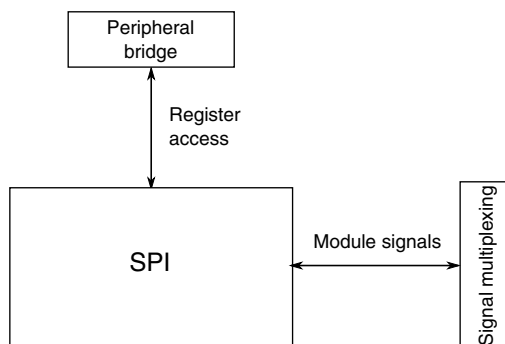 Peripheral
bridge
Register
access
SPI
Module signals
Signal multiplexing